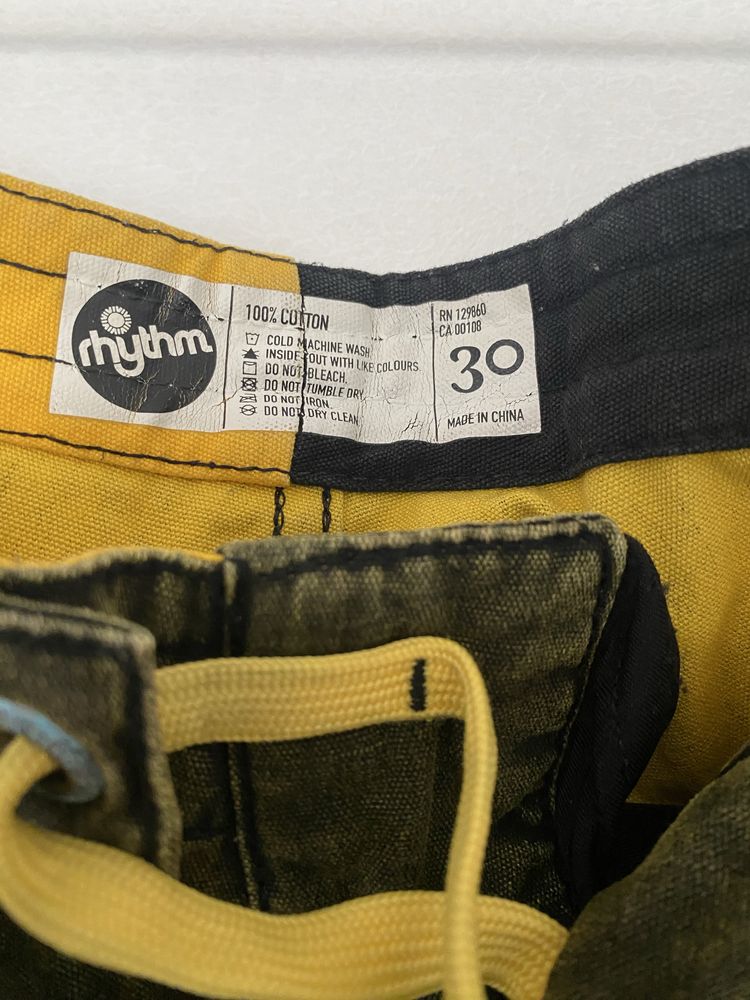 rhythm
100% COTTON
COLD MACHINE WASH
INSIDE OUT WITH LIKE COLOURS.
DO NOT BLEACH.
DO NOT TUMBLE DRY.
DO NOT IRON.
DO NOT DRY CLEAN
RN 129860
CA 00108
30
MADE IN CHINA